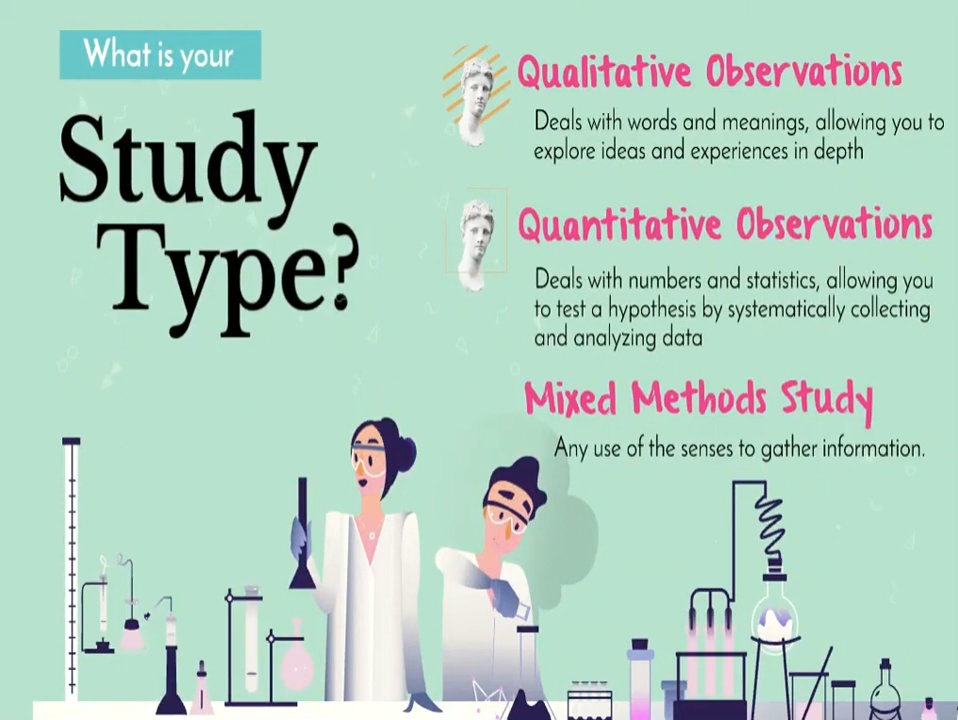 What is your
Study
Type?
Qualitative Observations
Deals with words and meanings, allowing you to
explore ideas and experiences in depth
Quantitative Observations
Deals with numbers and statistics, allowing you
to test a hypothesis by systematically collecting
and analyzing data
Mixed Methods Study
Any use of the senses to gather information.